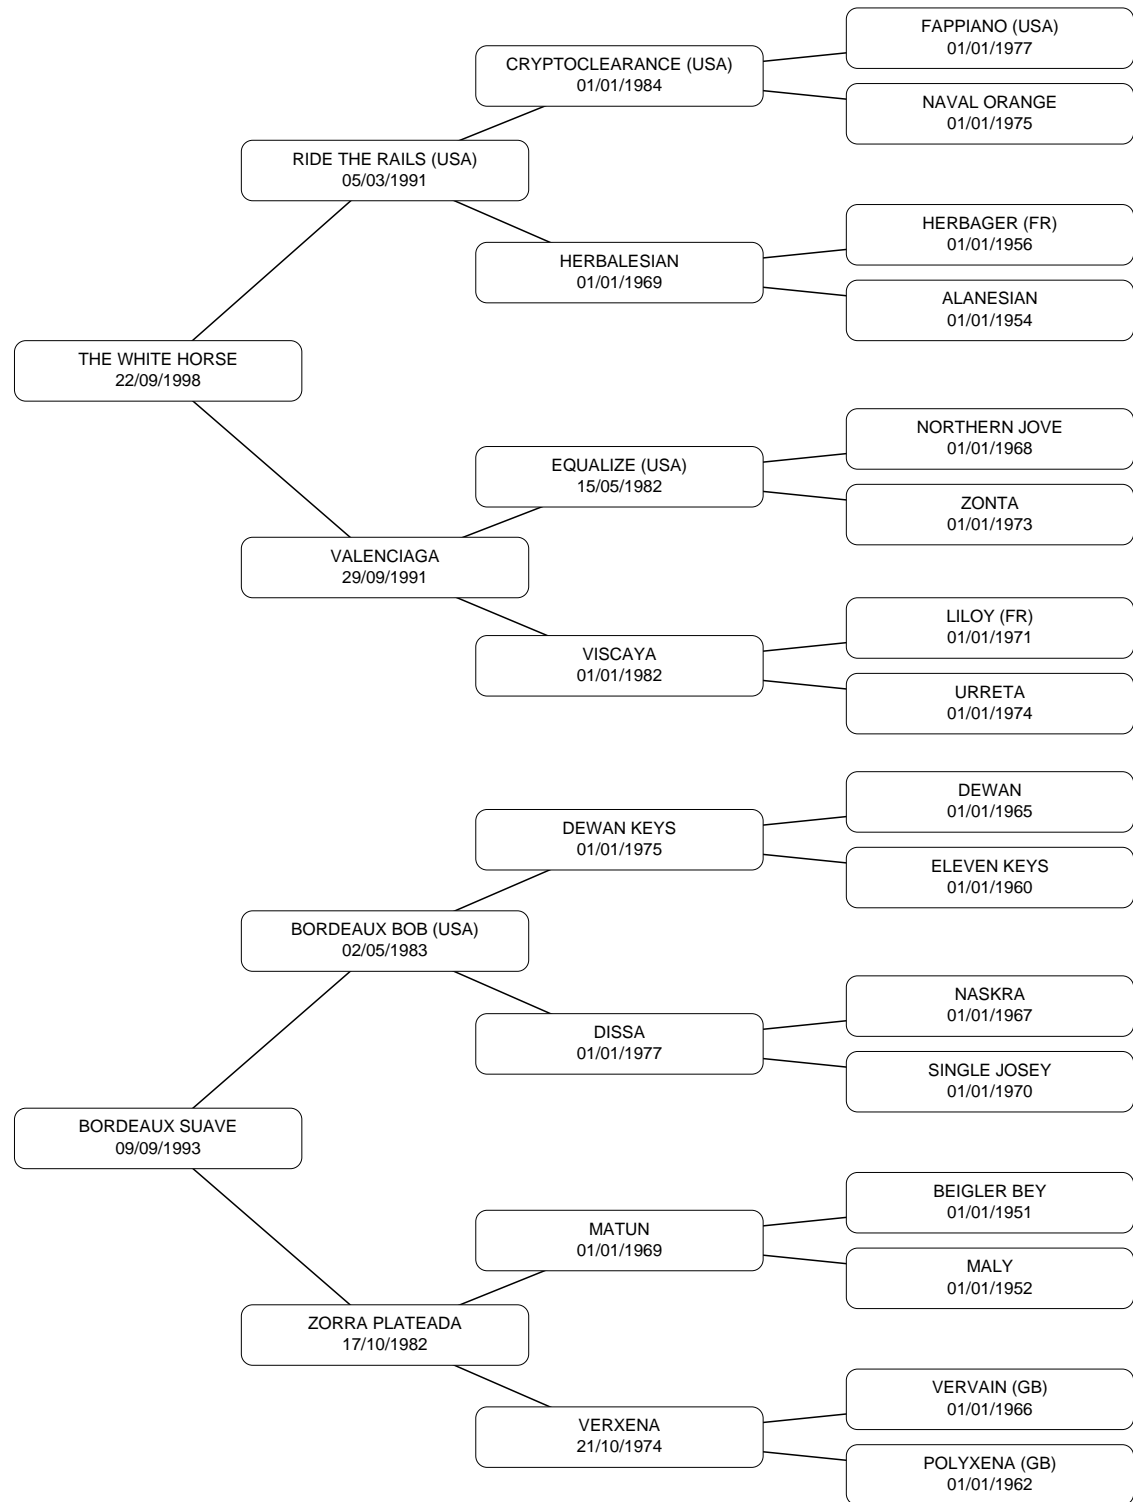 FAPPIANO (USA)
01/01/1977
CRYPTOCLEARANCE (USA)
01/01/1984
NAVAL ORANGE
01/01/1975
RIDE THE RAILS (USA)
05/03/1991
HERBAGER (FR)
01/01/1956
HERBALESIAN
01/01/1969
ALANESIAN
01/01/1954
THE WHITE HORSE
22/09/1998
NORTHERN JOVE
01/01/1968
EQUALIZE (USA)
15/05/1982
ZONTA
01/01/1973
VALENCIAGA
29/09/1991
LILOY (FR)
01/01/1971
VISCAYA
01/01/1982
URRETA
01/01/1974
DEWAN
01/01/1965
DEWAN KEYS
01/01/1975
ELEVEN KEYS
01/01/1960
BORDEAUX BOB (USA)
02/05/1983
NASKRA
01/01/1967
DISSA
01/01/1977
SINGLE JOSEY
01/01/1970
BORDEAUX SUAVE
09/09/1993
BEIGLER BEY
01/01/1951
MATUN
01/01/1969
MALY
01/01/1952
ZORRA PLATEADA
17/10/1982
VERVAIN (GB)
01/01/1966
VERXENA
21/10/1974
POLYXENA (GB)
01/01/1962